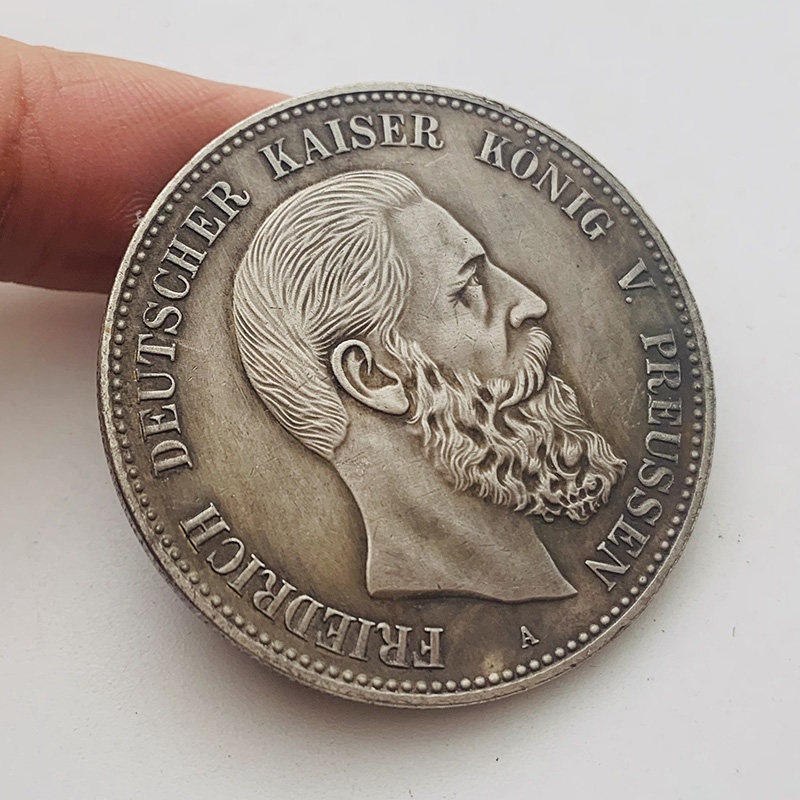 FRIEDRICH DEUTSCHER KAISER KÖNIG V. PREUSSEN
A